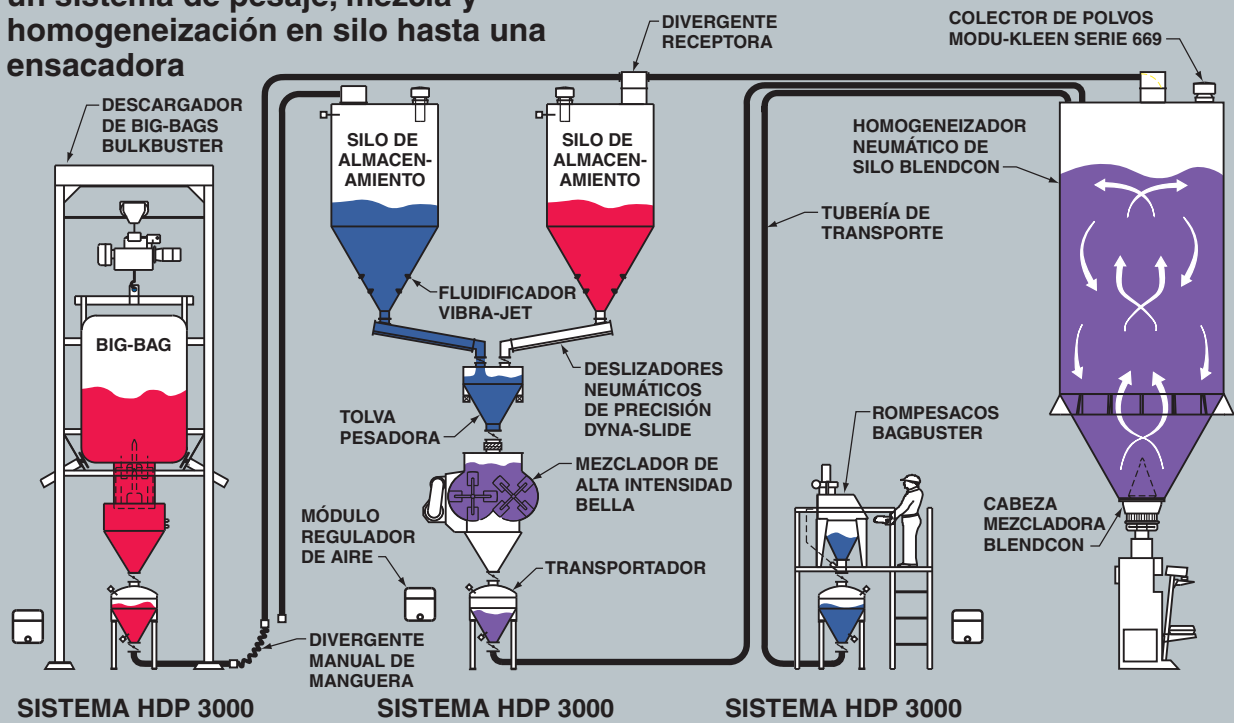 un sistema de pesaje, mezcla y
homogeneización en silo hasta una
ensacadora
DIVERGENTE
RECEPTORA
COLECTOR DE POLVOS
MODU-KLEEN SERIE 669
DESCARGADOR
DE BIG-BAGS
BULKBUSTER
SILO DE
ALMACEN-
AMIENTO
SILO DE
ALMACEN-
AMIENTO
HOMOGENEIZADOR
NEUMÁTICO DE
SILO BLENDCON
TUBERÍA DE
TRANSPORTE
FLUIDIFICADOR
VIBRA-JET
BIG-BAG
DESLIZADORES
NEUMÁTICOS
DE PRECISIÓN
DYNA-SLIDE
TOLVA
PESADORA
ROMPESACOS
BAGBUSTER
MEZCLADOR DE
ALTA INTENSIDAD
BELLA
MÓDULO
REGULADOR
DE AIRE
CABEZA
MEZCLADORA
BLENDCON
TRANSPORTADOR
DIVERGENTE
MANUAL DE
MANGUERA
SISTEMA HDP 3000
SISTEMA HDP 3000
SISTEMA HDP 3000